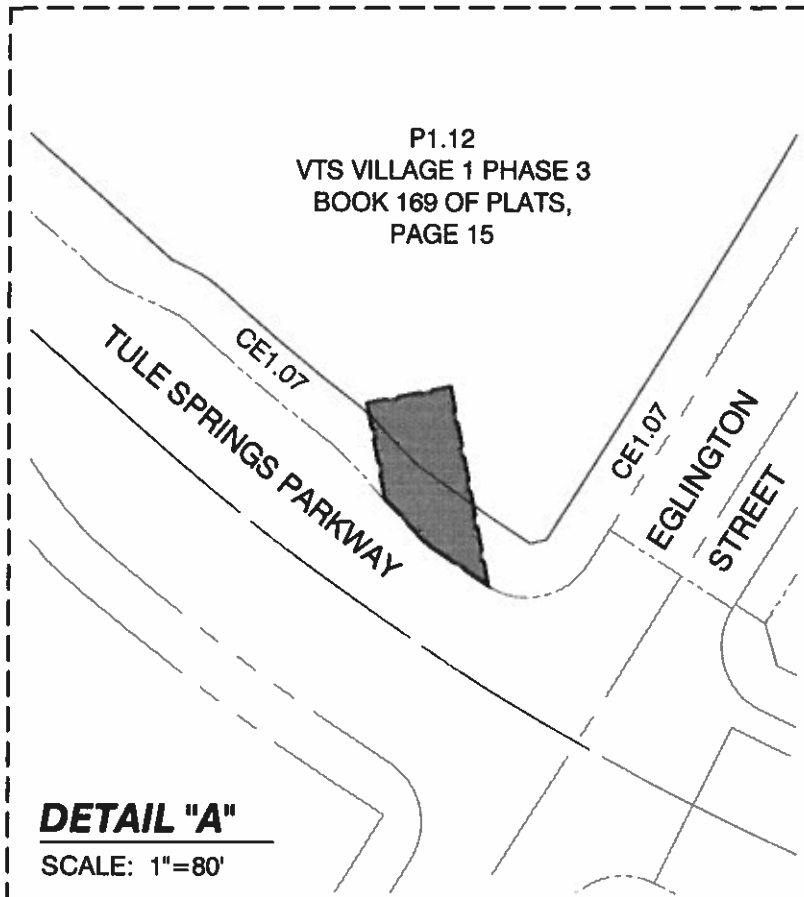 P1.12
VTS VILLAGE 1 PHASE 3
BOOK 169 OF PLATS,
PAGE 15
CE1.07
TULE SPRINGS PARKWAY
CE1.07
EGLINGTON
STREET
DETAIL "A"
SCALE: 1"=80'